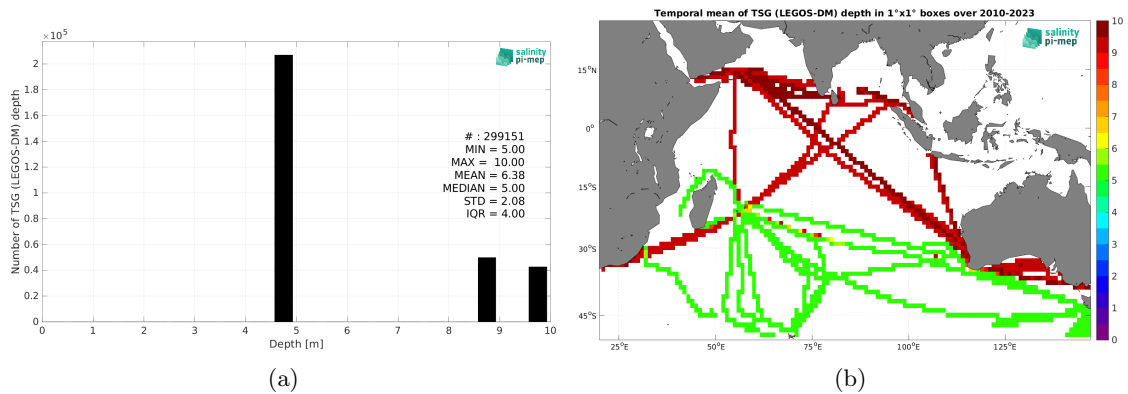 ×10⁵
salinity
pi-mep
2
1.8
1.6
1.4
1.2
1
0.8
0.6
0.4
0.2
0
Number of TSG (LEGOS-DM) depth
# : 299151
MIN = 5.00
MAX = 10.00
MEAN = 6.38
MEDIAN = 5.00
STD = 2.08
IQR = 4.00
0 1 2 3 4 5 6 7 8 9 10
Depth [m]
(a)
Temporal mean of TSG (LEGOS-DM) depth in 1°x1° boxes over 2010-2023
salinity
pi-mep
15°N
0°
15°S
30°S
45°S
25°E 50°E 75°E 100°E 125°E
10
9
8
7
6
5
4
3
2
1
0
(b)